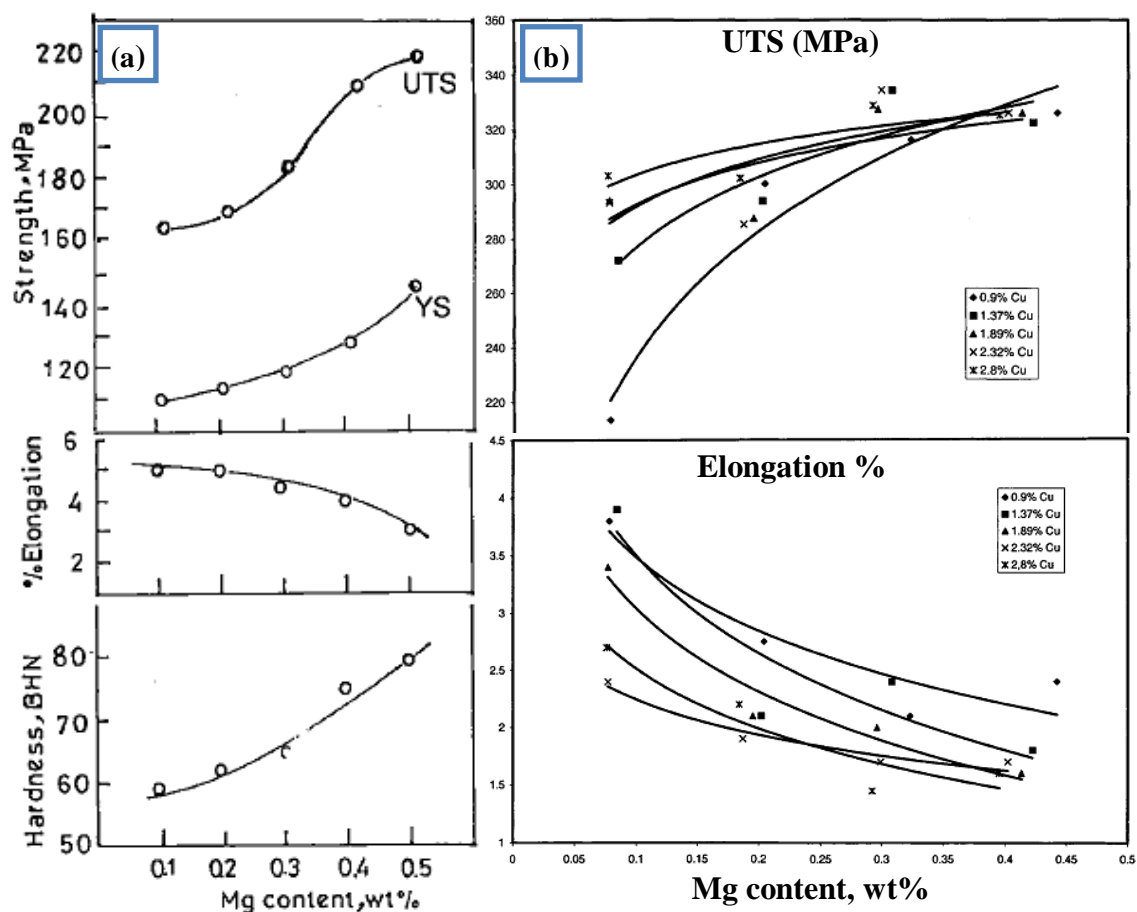 (a)
220
200
180
160
140
120
Strength, MPa
UTS
YS
6
4
2
%Elongation
80
70
60
50
Hardness, BHN
0.1 0.2 0.3 0.4 0.5
Mg content, wt%
(b)
UTS (MPa)
360
340
320
300
280
260
240
220
0.9% Cu
1.37% Cu
1.89% Cu
2.32% Cu
2.8% Cu
Elongation %
4.5
4
3.5
3
2.5
2
1.5
1
0.9% Cu
1.37% Cu
1.89% Cu
2.32% Cu
2,8% Cu
0 0.05 0.1 0.15 0.2 0.25 0.3 0.35 0.4 0.45 0.5
Mg content, wt%